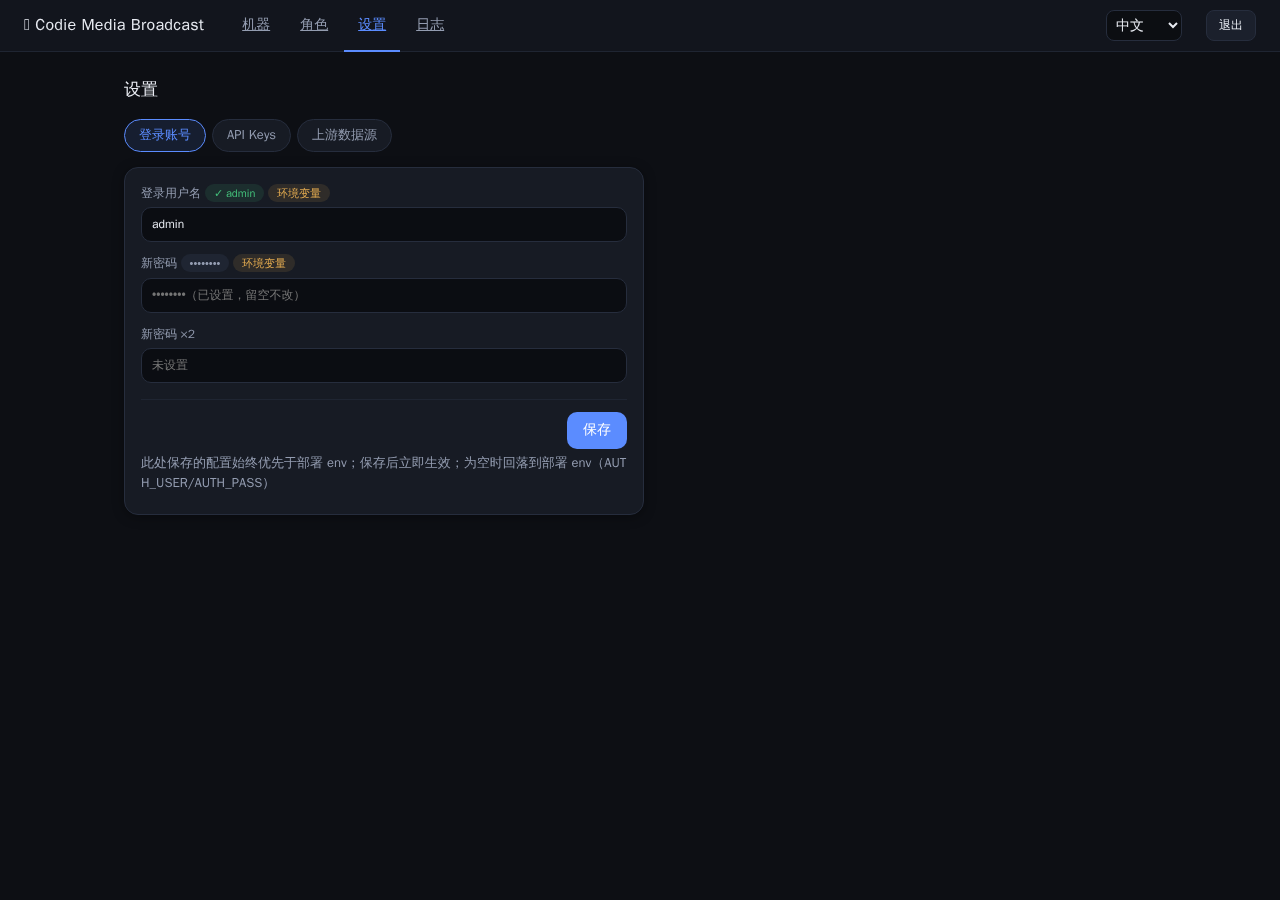 Codie Media Broadcast 机器 角色 设置 日志 中文 退出
设置
登录账号 API Keys 上游数据源
登录用户名 ✓ admin 环境变量
admin
新密码 •••••••• 环境变量
••••••••（已设置，留空不改）
新密码 ×2
未设置
保存
此处保存的配置始终优先于部署 env；保存后立即生效；为空时回落到部署 env（AUT
H_USER/AUTH_PASS）